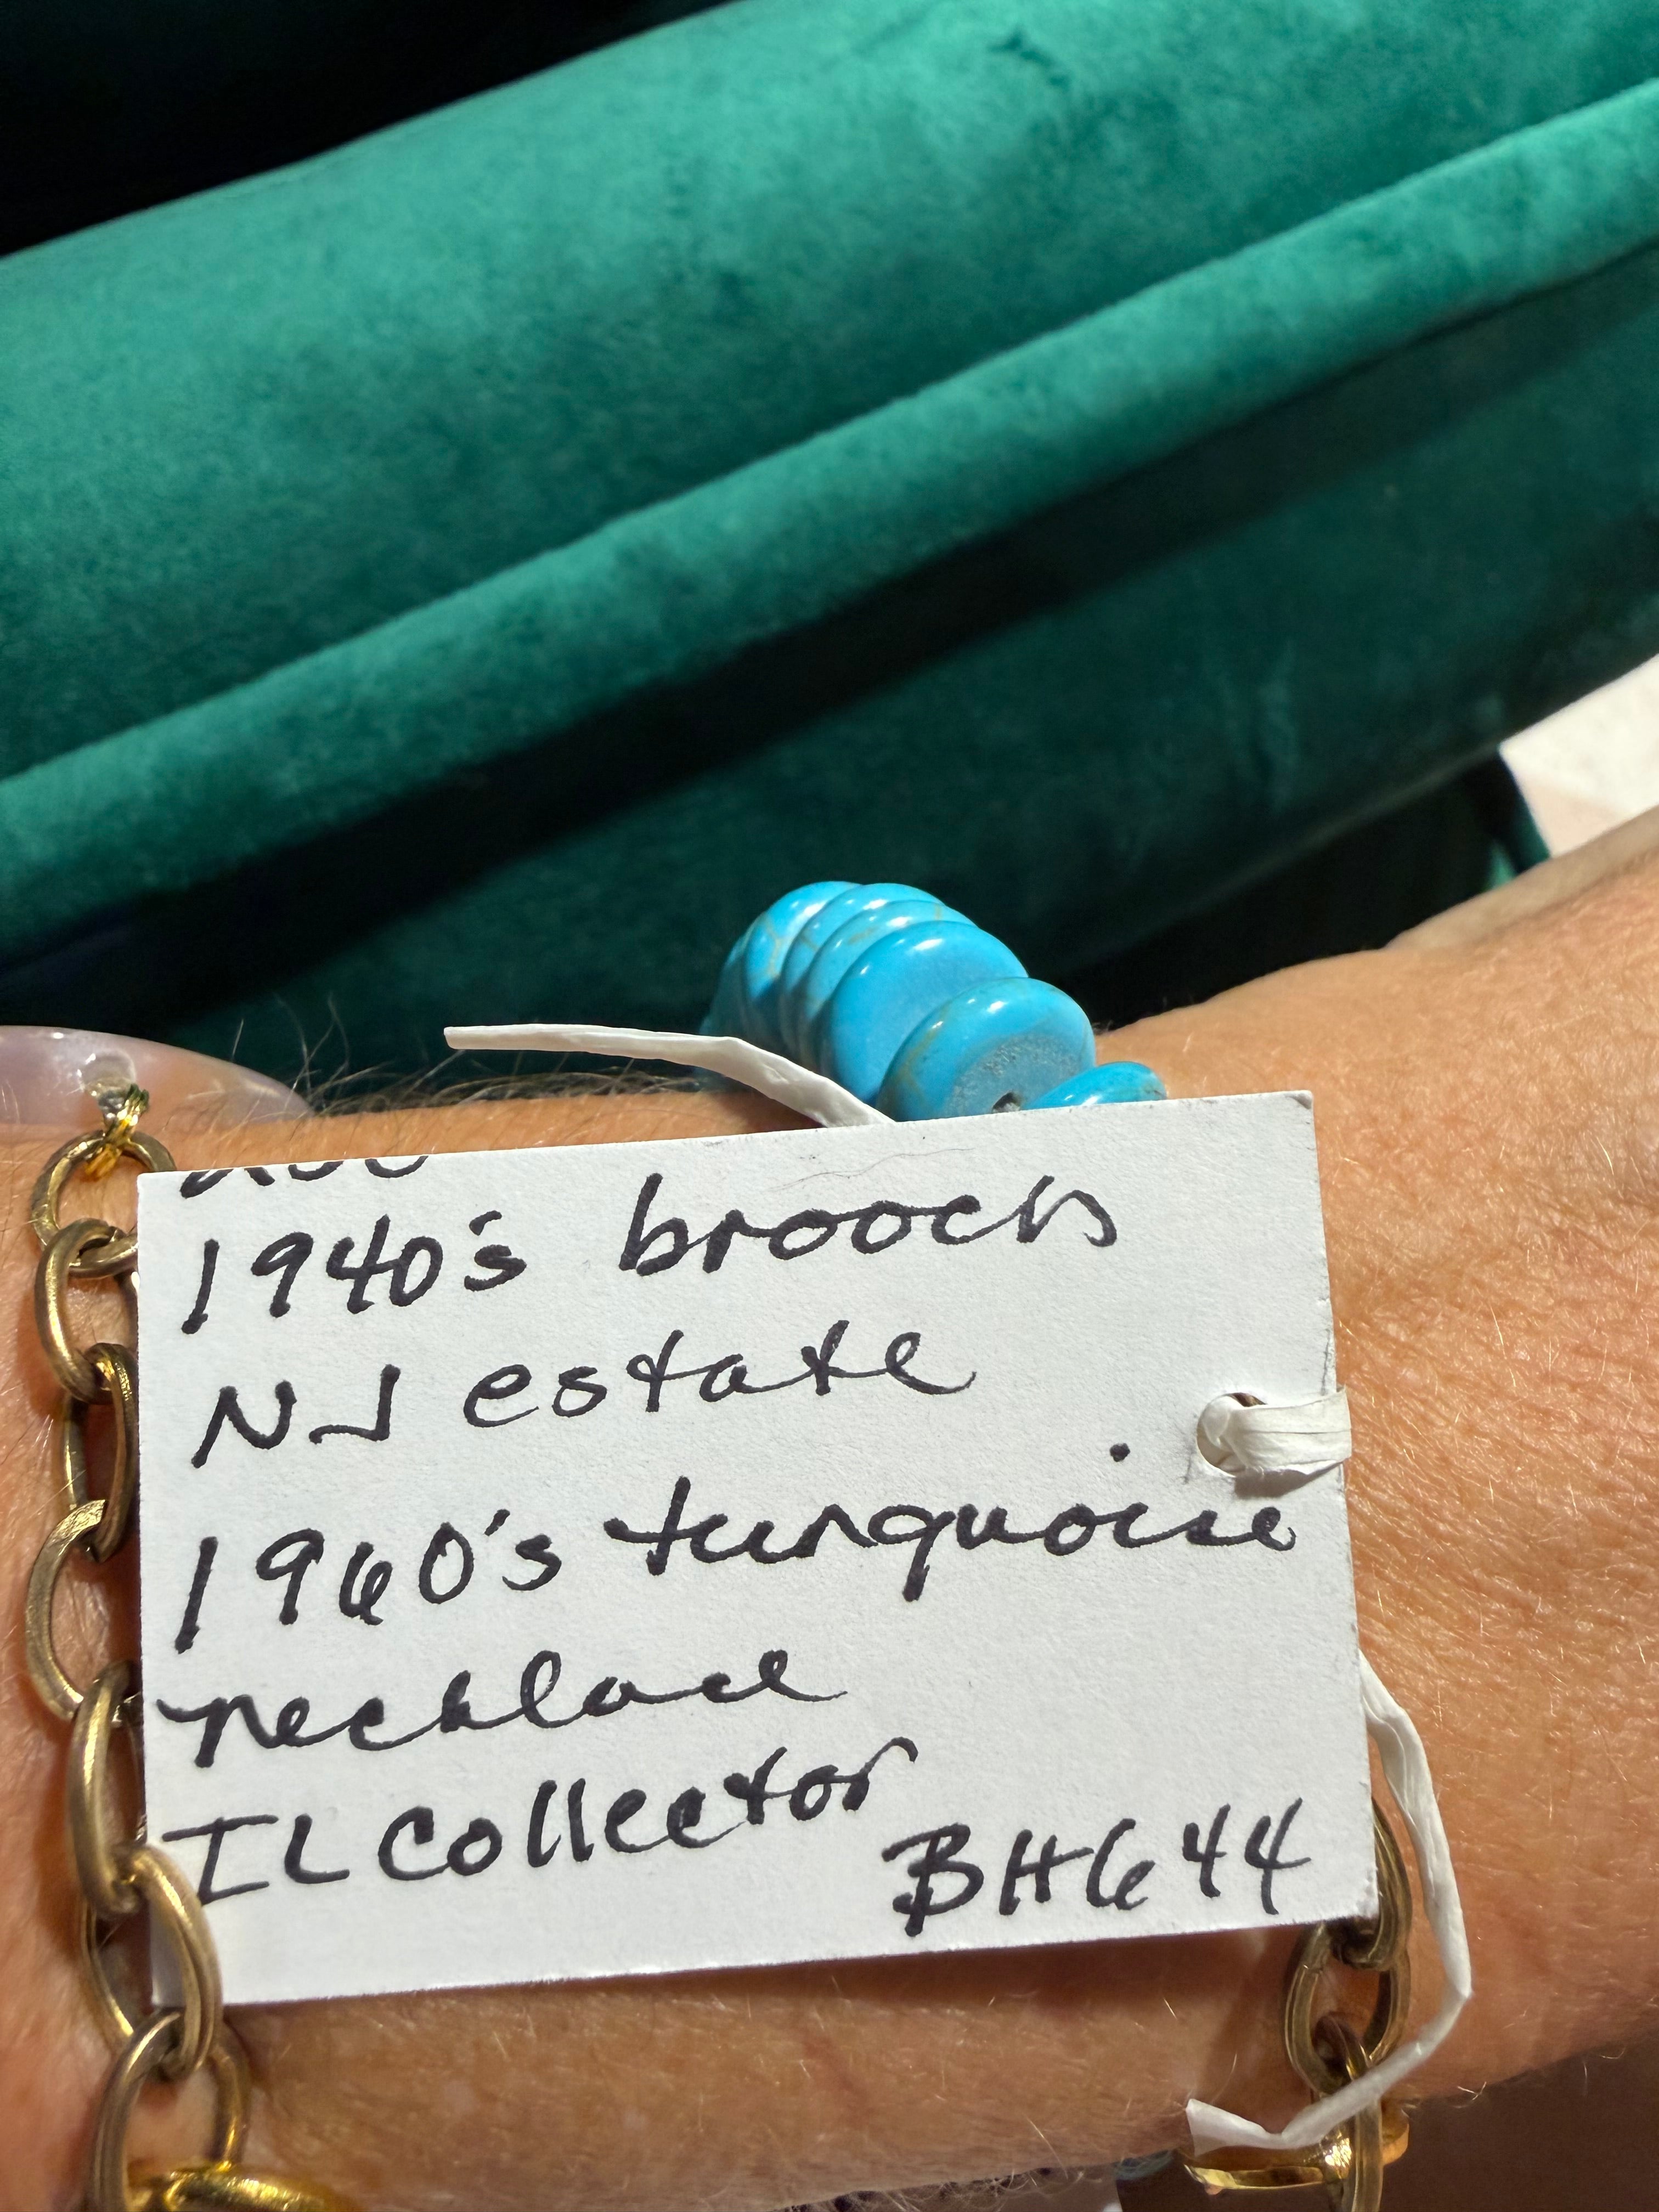 1940's brooch
NJ estate
1960's turquoise
necklace
IL collector
BH644